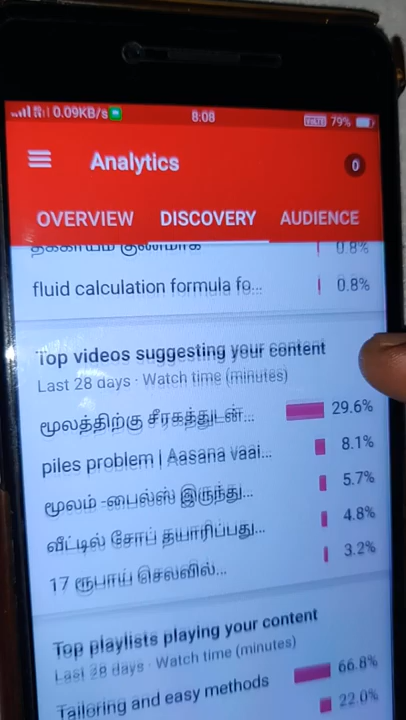 0.09KB/s
8:08
79%
Analytics
0
OVERVIEW DISCOVERY AUDIENCE
0.8%
fluid calculation formula fo... 0.8%
Top videos suggesting your content
Last 28 days · Watch time (minutes)
மூலத்திற்கு சீரகத்துடன்... 29.6%
piles problem | Aasana vaai... 8.1%
மூலம் -பைல்ஸ் இருந்து... 5.7%
வீட்டில் சோப் தயாரிப்பது... 4.8%
17 ரூபாய் செலவில்... 3.2%
Top playlists playing your content
Last 28 days · Watch time (minutes)
Tailoring and easy methods 66.8%
22.0%